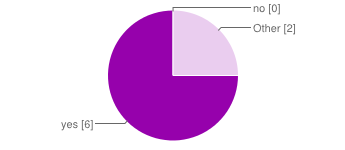 no [0]
Other [2]
yes [6]